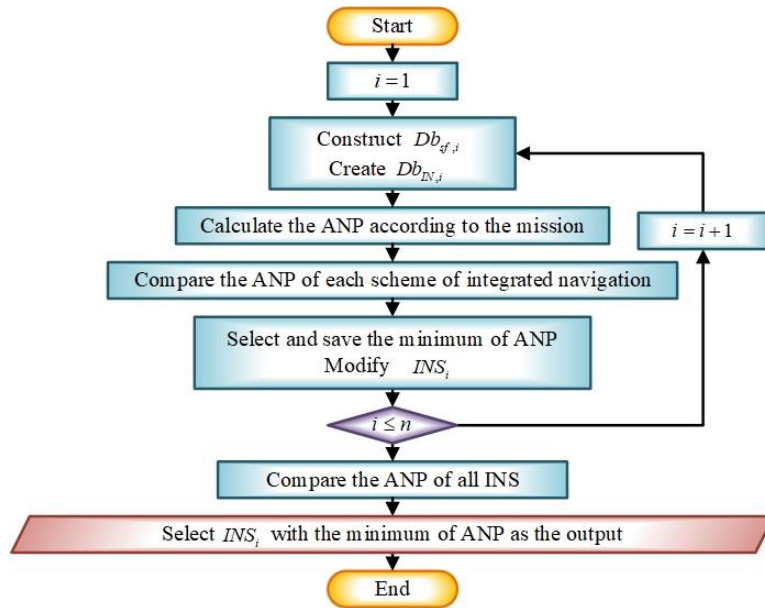 Start
i = 1
Construct Db_{sf,i}
Create Db_{IN,i}
Calculate the ANP according to the mission
i = i + 1
Compare the ANP of each scheme of integrated navigation
Select and save the minimum of ANP
Modify INS_i
i ≤ n
Compare the ANP of all INS
Select INS_i with the minimum of ANP as the output
End